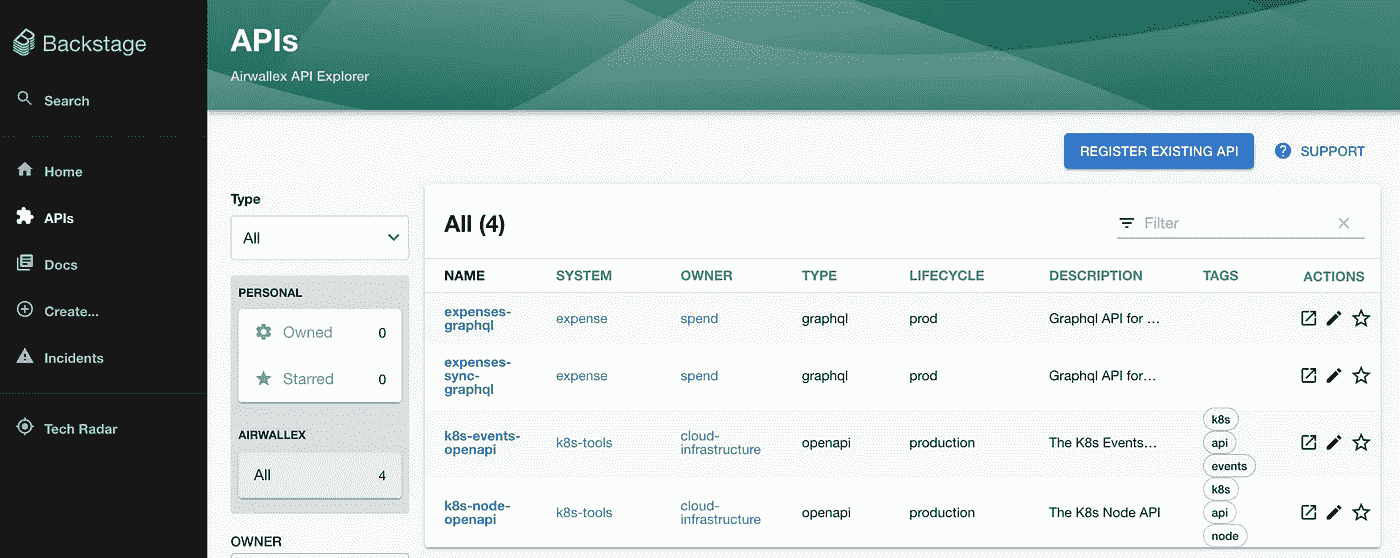 Backstage
Search
Home
APIs
Docs
Create...
Incidents
Tech Radar
APIs
Airwallex API Explorer
REGISTER EXISTING API
? SUPPORT
Type
All
PERSONAL
Owned 0
Starred 0
AIRWALLEX
All 4
OWNER
All (4)
Filter
NAME SYSTEM OWNER TYPE LIFECYCLE DESCRIPTION TAGS ACTIONS
expenses-
graphql
expense spend graphql prod Graphql API for ...
expenses-
sync-
graphql
expense spend graphql prod Graphql API for...
k8s-events-
openapi
k8s-tools
cloud-
infrastructure
openapi production The K8s Events...
k8s
api
events
k8s-node-
openapi
k8s-tools
cloud-
infrastructure
openapi production The K8s Node API
k8s
api
node